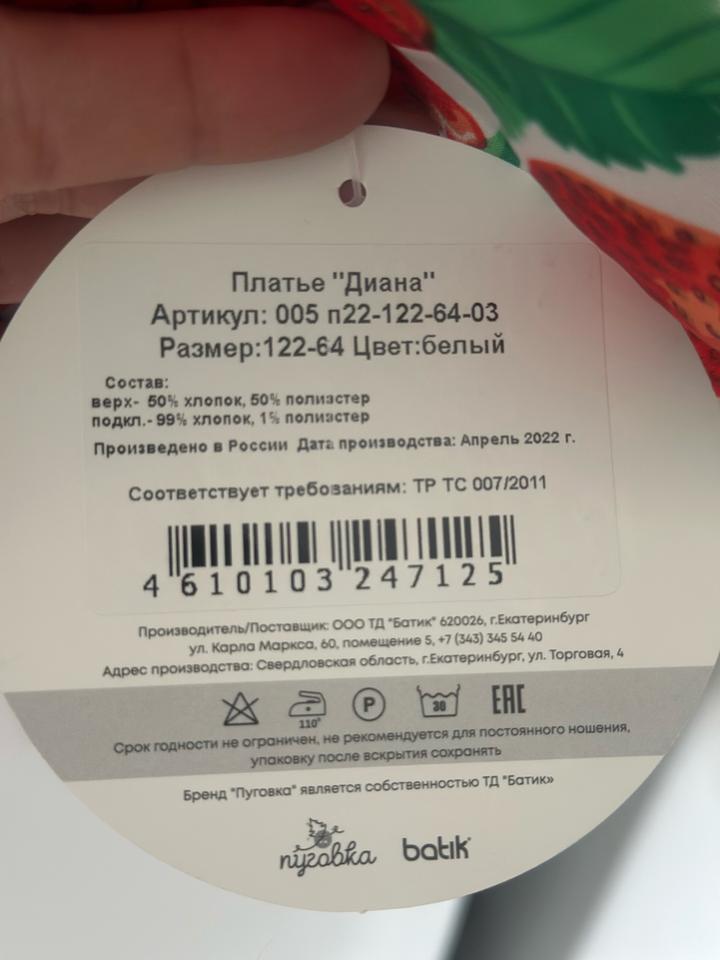 Платье "Диана"
Артикул: 005 п22-122-64-03
Размер:122-64 Цвет:белый
Состав:
верх- 50% хлопок, 50% полиэстер
подкл.- 99% хлопок, 1% полиэстер
Произведено в России Дата производства: Апрель 2022 г.
Соответствует требованиям: ТР ТС 007/2011
4 610103 247125
Производитель/Поставщик: ООО ТД "Батик" 620026, г.Екатеринбург
ул. Карла Маркса, 60, помещение 5, +7 (343) 345 54 40
Адрес производства: Свердловская область, г.Екатеринбург, ул. Торговая, 4
110° P 30 EAC
Срок годности не ограничен, не рекомендуется для постоянного ношения,
упаковку после вскрытия сохранять
Бренд "Пуговка" является собственностью ТД "Батик»
пуговка batik